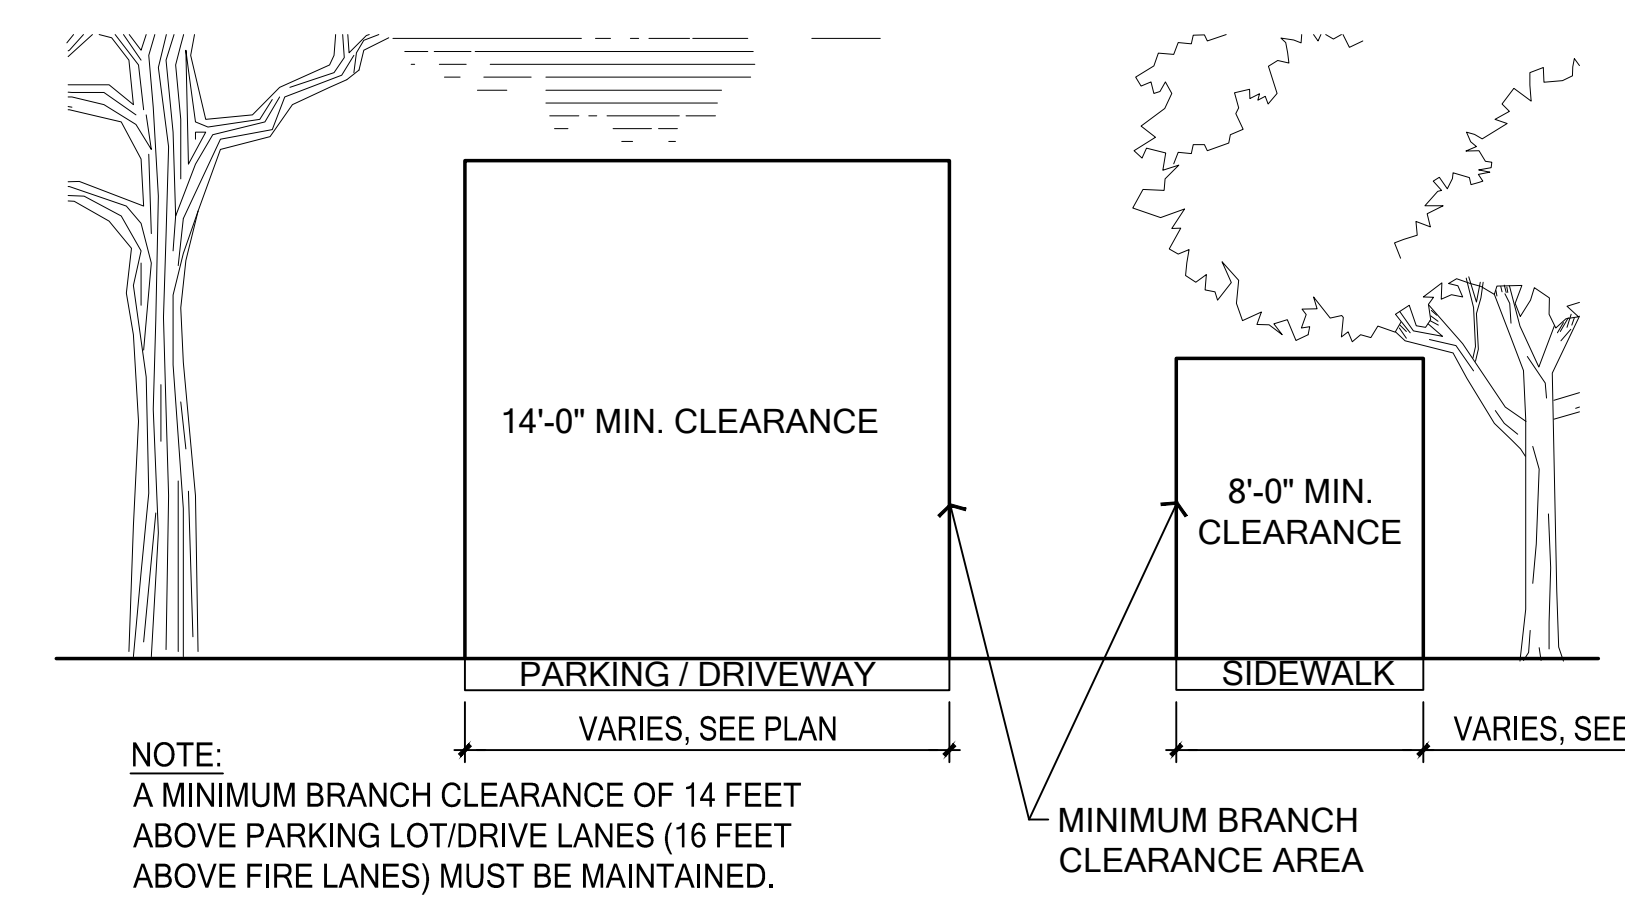 14'-0" MIN. CLEARANCE
8'-0" MIN.
CLEARANCE
PARKING / DRIVEWAY
SIDEWALK
VARIES, SEE PLAN
VARIES, SEE
NOTE:
A MINIMUM BRANCH CLEARANCE OF 14 FEET
ABOVE PARKING LOT/DRIVE LANES (16 FEET
ABOVE FIRE LANES) MUST BE MAINTAINED.
MINIMUM BRANCH
CLEARANCE AREA